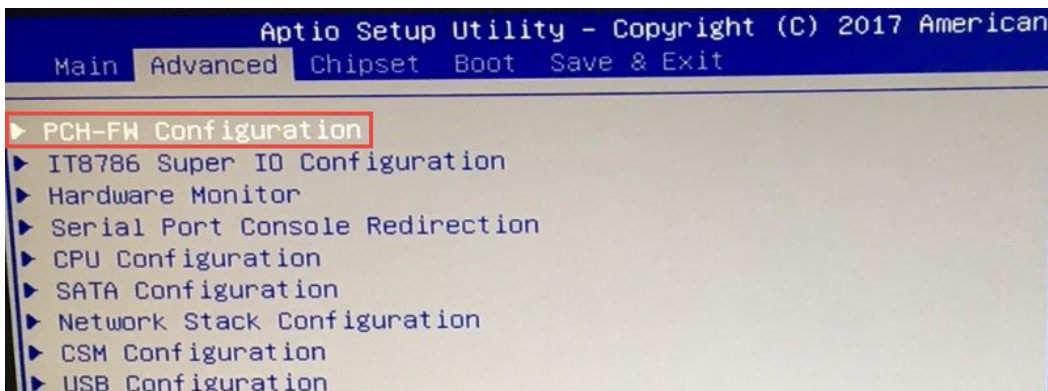 Aptio Setup Utility – Copyright (C) 2017 American
Main Advanced Chipset Boot Save & Exit
▶ PCH-FW Configuration
▶ IT8786 Super IO Configuration
▶ Hardware Monitor
▶ Serial Port Console Redirection
▶ CPU Configuration
▶ SATA Configuration
▶ Network Stack Configuration
▶ CSM Configuration
▶ USB Configuration